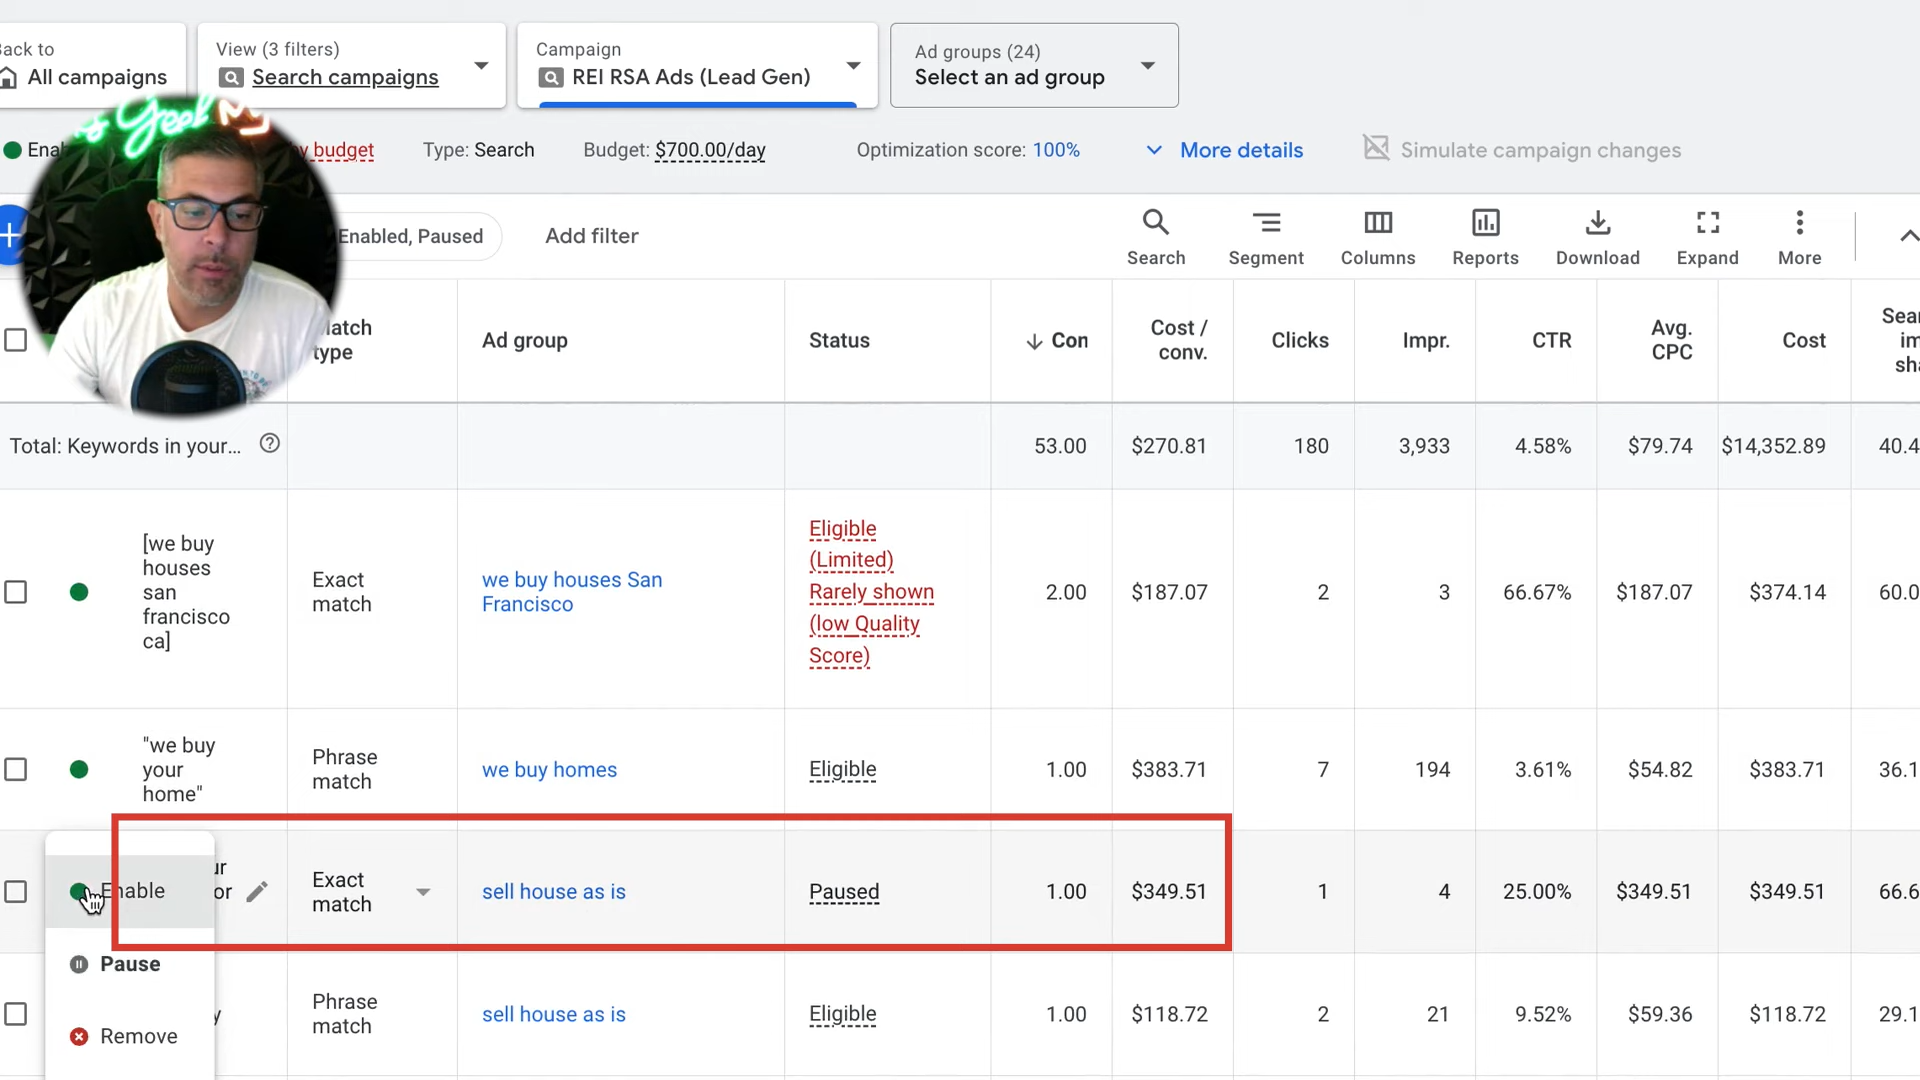 Back to
All campaigns
View (3 filters)
Search campaigns
Campaign
REI RSA Ads (Lead Gen)
Ad groups (24)
Select an ad group
by budget
Type: Search
Budget: $700.00/day
Optimization score: 100%
More details
Simulate campaign changes
Geek
Enabled, Paused
Add filter
Search
Segment
Columns
Reports
Download
Expand
More
Match type
Ad group
Status
Con
Cost / conv.
Clicks
Impr.
CTR
Avg. CPC
Cost
Total: Keywords in your...
53.00
$270.81
180
3,933
4.58%
$79.74
$14,352.89
40.4
[we buy
houses
san
francisco
ca]
Exact
match
we buy houses San
Francisco
Eligible
(Limited)
Rarely shown
(low Quality
Score)
2.00
$187.07
2
3
66.67%
$187.07
$374.14
60.0
"we buy
your
home"
Phrase
match
we buy homes
Eligible
1.00
$383.71
7
194
3.61%
$54.82
$383.71
36.1
Enable
or
Exact
match
sell house as is
Paused
1.00
$349.51
1
4
25.00%
$349.51
$349.51
66.6
Pause
Remove
Phrase
match
sell house as is
Eligible
1.00
$118.72
2
21
9.52%
$59.36
$118.72
29.1